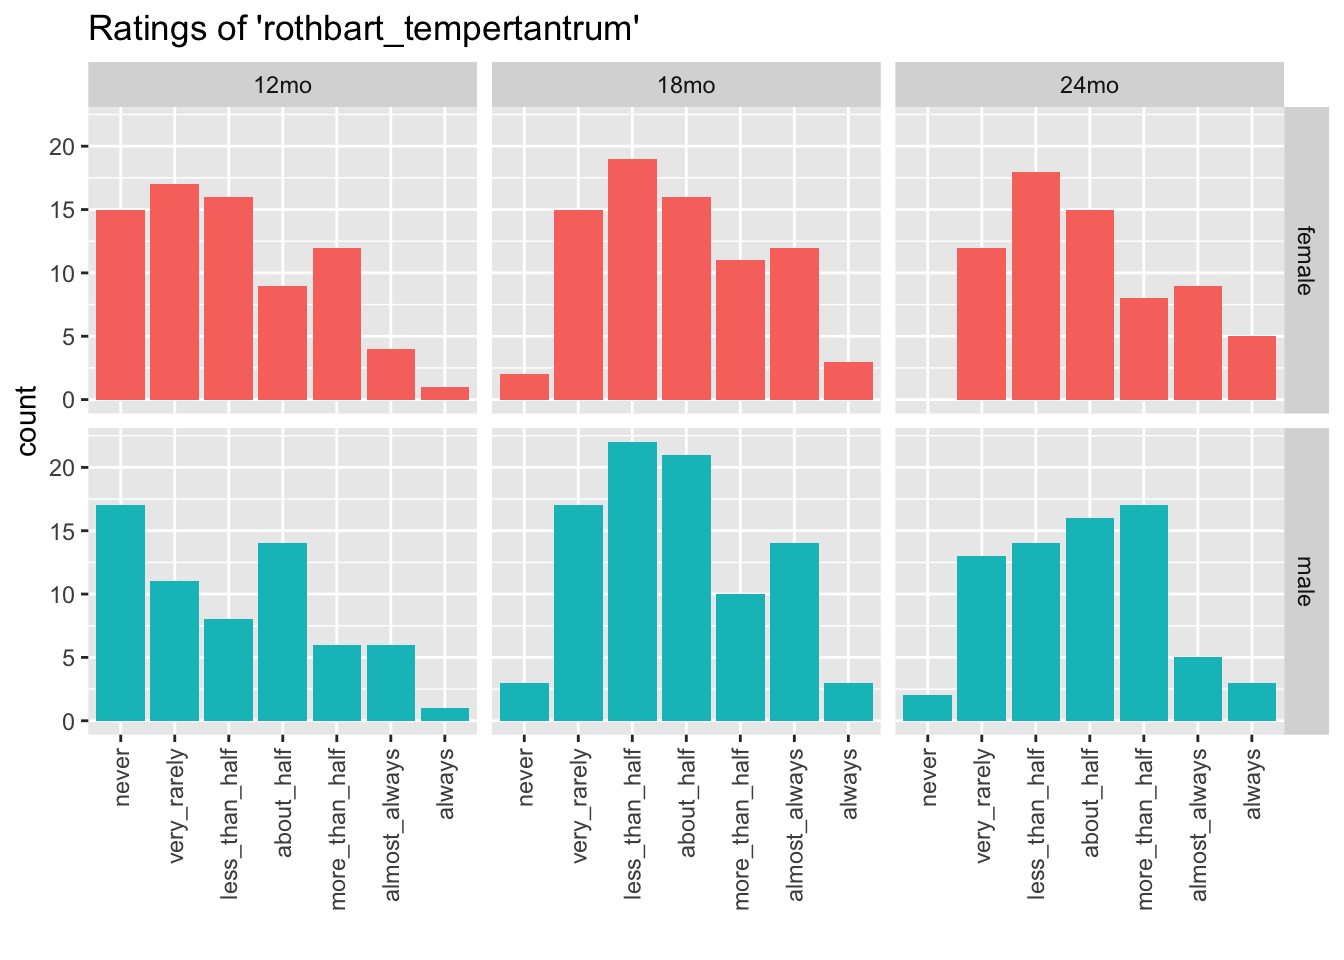 Ratings of 'rothbart_tempertantrum'
12mo 18mo 24mo
20
15
10
5
0
female
count
20
15
10
5
0
male
never very_rarely less_than_half about_half more_than_half almost_always always never very_rarely less_than_half about_half more_than_half almost_always always never very_rarely less_than_half about_half more_than_half almost_always always